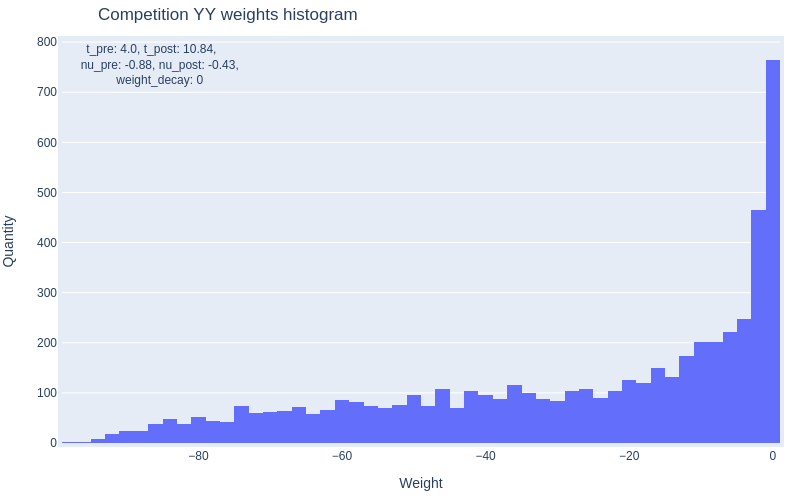 Competition YY weights histogram
t_pre: 4.0, t_post: 10.84,
nu_pre: -0.88, nu_post: -0.43,
weight_decay: 0
Quantity
800
700
600
500
400
300
200
100
0
−80
−60
−40
−20
0
Weight